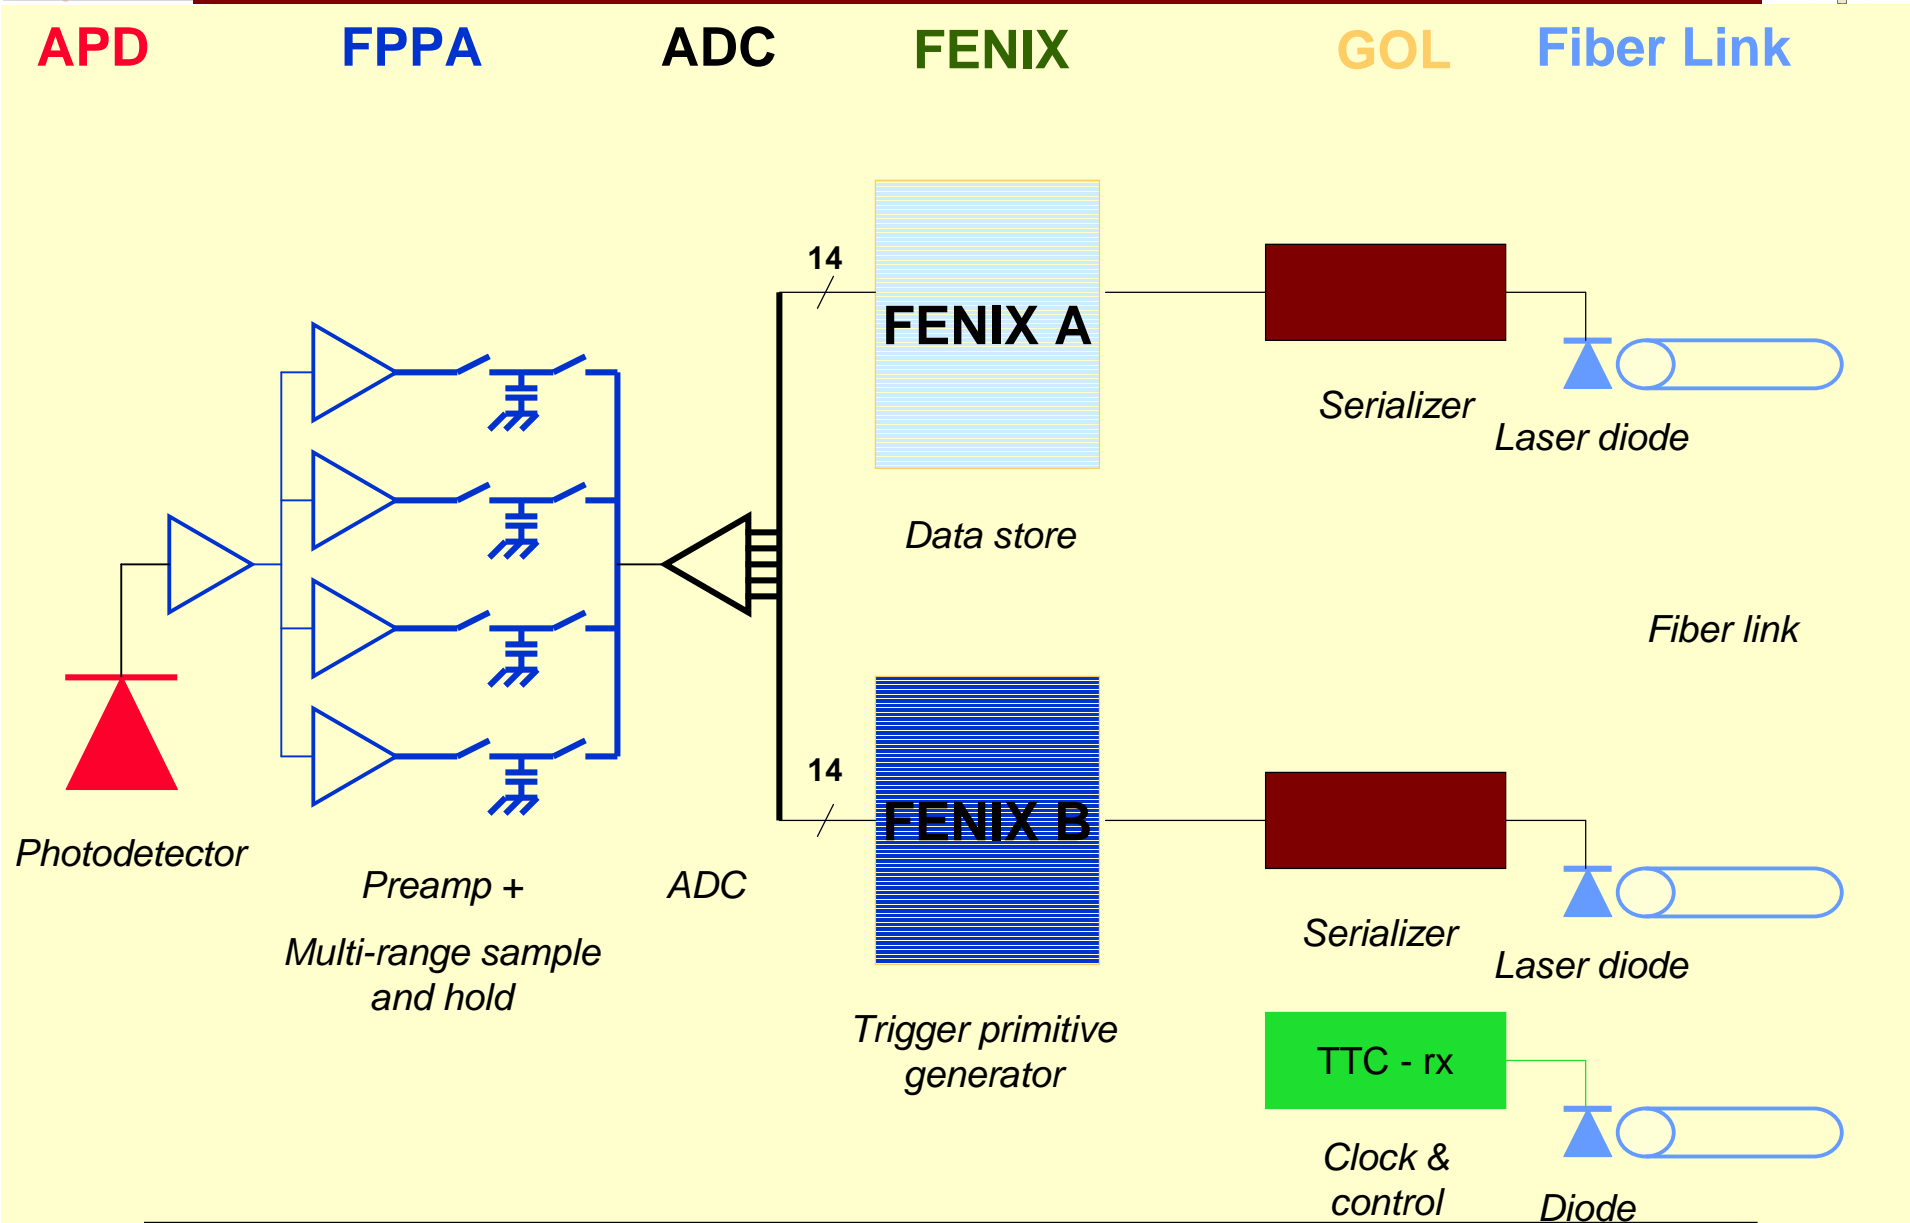 APD FPPA ADC FENIX GOL Fiber Link
14
FENIX A
Serializer
Laser diode
Data store
Fiber link
14
FENIX B
Photodetector
Preamp +
ADC
Multi-range sample
and hold
Serializer
Laser diode
Trigger primitive
generator
TTC - rx
Clock &
control
Diode